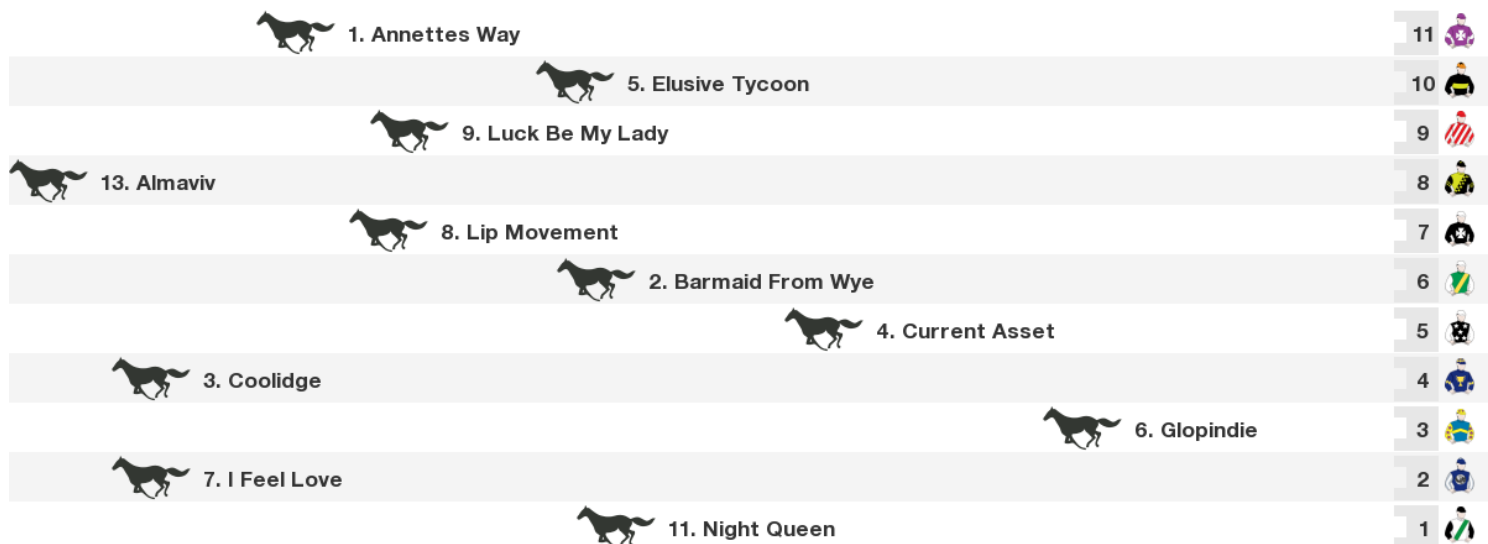 1. Annettes Way 11
5. Elusive Tycoon 10
9. Luck Be My Lady 9
13. Almaviv 8
8. Lip Movement 7
2. Barmaid From Wye 6
4. Current Asset 5
3. Coolidge 4
6. Glopindie 3
7. I Feel Love 2
11. Night Queen 1